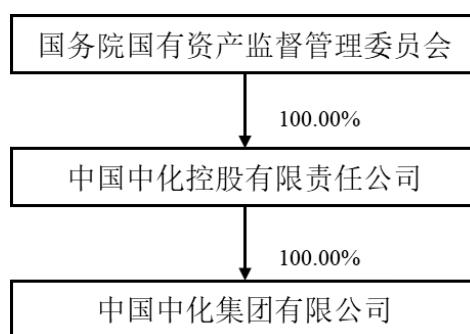 国务院国有资产监督管理委员会
100.00%
中国中化控股有限责任公司
100.00%
中国中化集团有限公司